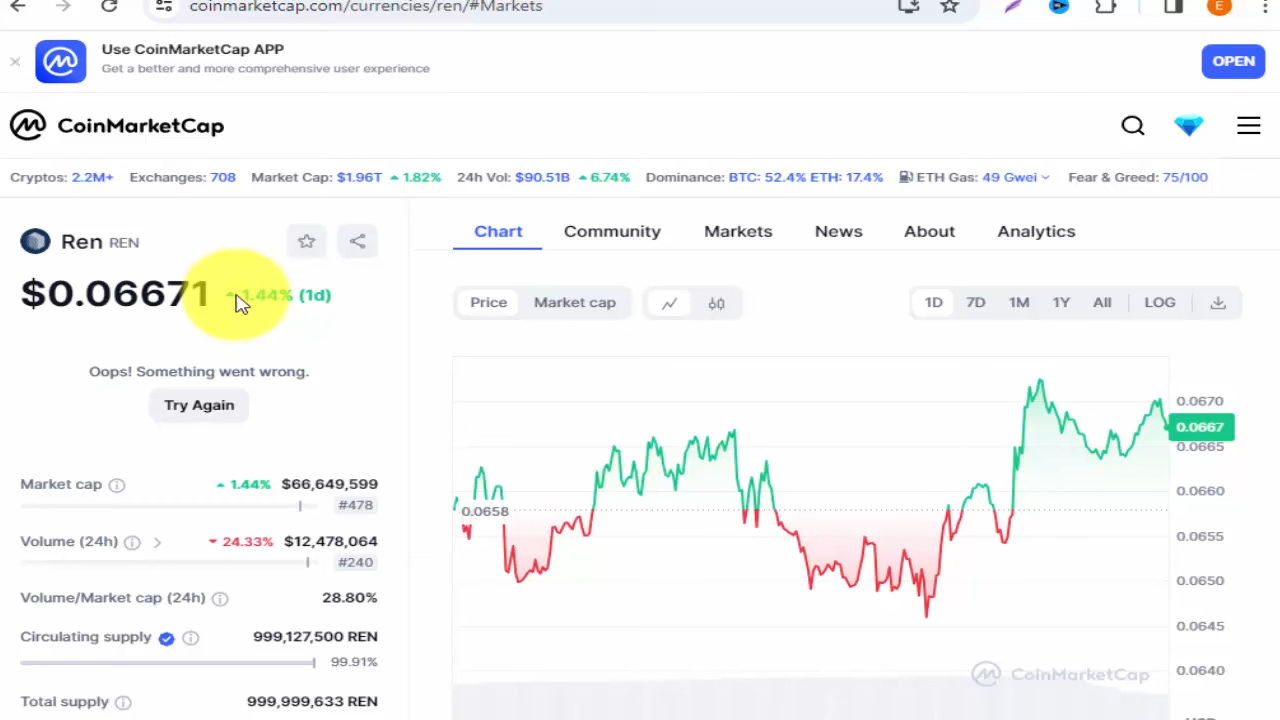 coinmarketcap.com/currencies/ren/#Markets
E
Use CoinMarketCap APP
Get a better and more comprehensive user experience
OPEN
CoinMarketCap
Cryptos: 2.2M+ Exchanges: 708 Market Cap: $1.96T 1.82% 24h Vol: $90.51B 6.74% Dominance: BTC: 52.4% ETH: 17.4% ETH Gas: 49 Gwei Fear & Greed: 75/100
Ren REN
$0.06671 1.44% (1d)
Oops! Something went wrong.
Try Again
Market cap 1.44% $66,649,599
#478
Volume (24h) 24.33% $12,478,064
#240
Volume/Market cap (24h) 28.80%
Circulating supply 999,127,500 REN
99.91%
Total supply 999,999,633 REN
Chart Community Markets News About Analytics
Price Market cap 1D 7D 1M 1Y All LOG
0.0670
0.0667
0.0665
0.0660
0.0658
0.0655
0.0650
0.0645
0.0640
CoinMarketCap